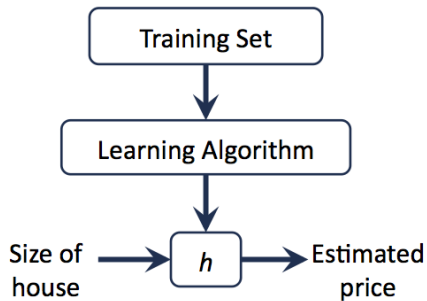 Training Set
Learning Algorithm
Size of
house
h
Estimated
price